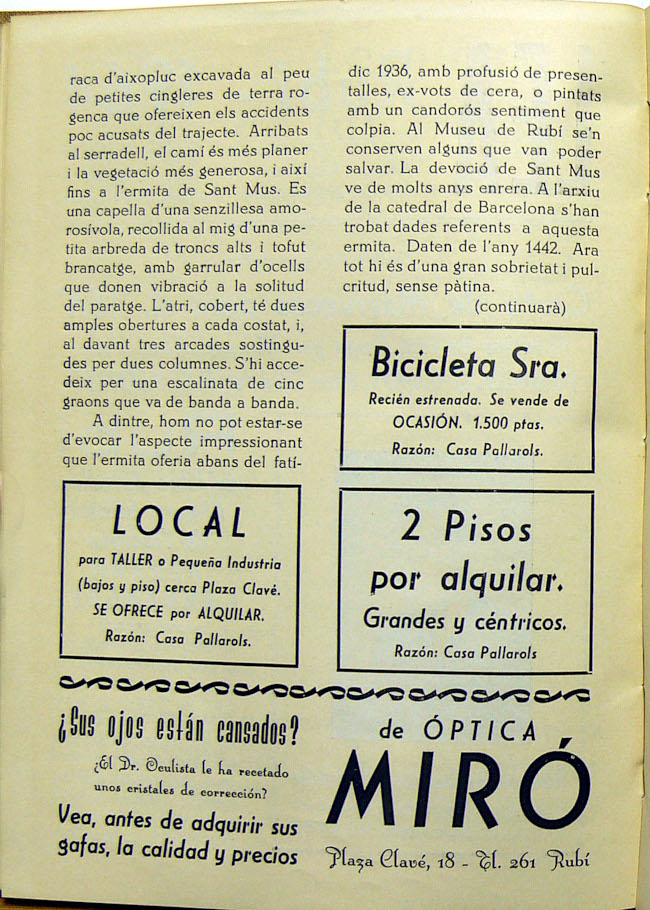 raca d'aixopluc excavada al peu
de petites cingleres de terra ro-
genca que ofereixen els accidents
poc acusats del trajecte. Arribats
al serradell, el camí és més planer
i la vegetació més generosa, i així
fins a l'ermita de Sant Mus. Es
una capella d'una senzillesa amo-
rosívola, recollida al mig d'una pe-
tita arbreda de troncs alts i tofut
brancatge, amb garrular d'ocells
que donen vibració a la solitud
del paratge. L'atri, cobert, té dues
amples obertures a cada costat, i,
al davant tres arcades sostingu-
des per dues columnes. S'hi acce-
deix per una escalinata de cinc
graons que va de banda a banda.
A dintre, hom no pot estar-se
d'evocar l'aspecte impressionant
que l'ermita oferia abans del fatí-
dic 1936, amb profusió de presen-
talles, ex-vots de cera, o pintats
amb un candorós sentiment que
colpia. Al Museu de Rubí se'n
conserven alguns que van poder
salvar. La devoció de Sant Mus
ve de molts anys enrera. A l'arxiu
de la catedral de Barcelona s'han
trobat dades referents a aquesta
ermita. Daten de l'any 1442. Ara
tot hi és d'una gran sobrietat i pul-
critud, sense pàtina.
(continuarà)
Bicicleta Sra.
Recién estrenada. Se vende de
OCASIÓN. 1.500 ptas.
Razón: Casa Pallarols.
LOCAL
para TALLER o Pequeña Industria
(bajos y piso) cerca Plaza Clavé.
SE OFRECE por ALQUILAR.
Razón: Casa Pallarols.
2 Pisos
por alquilar.
Grandes y céntricos.
Razón: Casa Pallarols
¿Sus ojos están cansados?
¿El Dr. Oculista le ha recetado
unos cristales de corrección?
Vea, antes de adquirir sus
gafas, la calidad y precios
de ÓPTICA
MIRÓ
Plaza Clavé, 18 - Tl. 261 Rubí